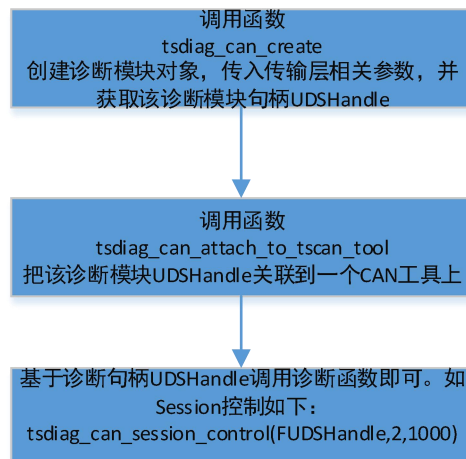 调用函数
tsdiag_can_create
创建诊断模块对象，传入传输层相关参数，并
获取该诊断模块句柄UDSHandle
调用函数
tsdiag_can_attach_to_tscan_tool
把该诊断模块UDSHandle关联到一个CAN工具上
基于诊断句柄UDSHandle调用诊断函数即可。如
Session控制如下：
tsdiag_can_session_control(FUDSHandle,2,1000)